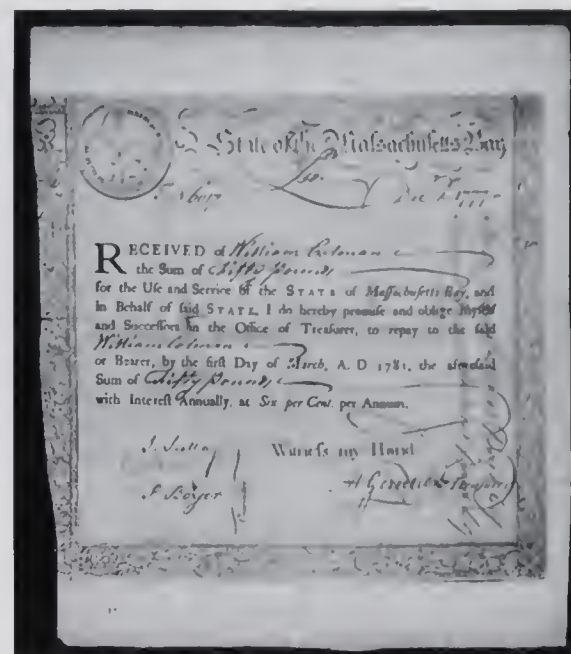 State of the Massachusetts Bay
RECEIVED of William
the Sum of Fifty pounds
for the Uſe and Service of the STATE of Maſſachuſetts-Bay, and
in Behalf of ſaid STATE, I do hereby promiſe and oblige Myſelf
and Succeſſors in the Office of Treaſurer, to repay to the ſaid
William
or Bearer, by the firſt Day of March, A. D 1781, the aforeſaid
Sum of Fifty pounds
with Intereſt Annually, at Six per Cent. per Annum.
Witneſs my Hand